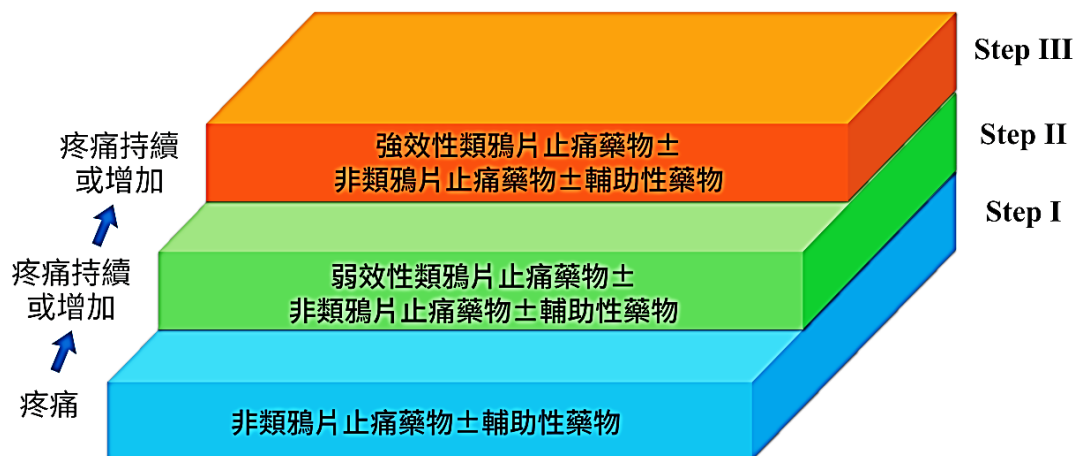 Step III
強效性類鴉片止痛藥物±
非類鴉片止痛藥物±輔助性藥物
疼痛持續
或增加
Step II
弱效性類鴉片止痛藥物±
非類鴉片止痛藥物±輔助性藥物
疼痛持續
或增加
Step I
非類鴉片止痛藥物±輔助性藥物
疼痛